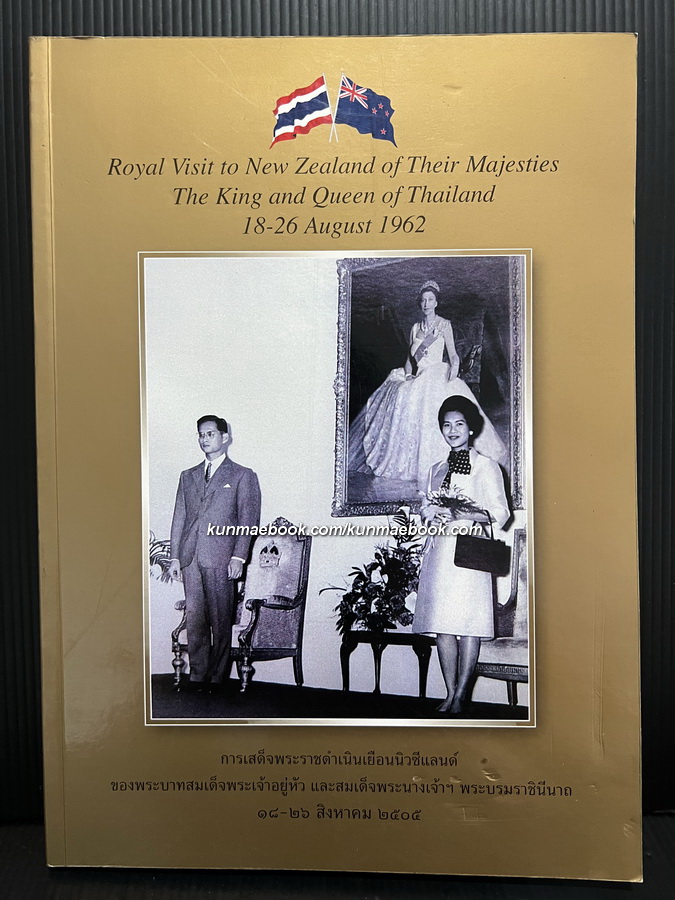 Royal Visit to New Zealand of Their Majesties
The King and Queen of Thailand
18-26 August 1962
kunmaebook.com/kunmaebook.com
การเสด็จพระราชดำเนินเยือนนิวซีแลนด์
ของพระบาทสมเด็จพระเจ้าอยู่หัว และสมเด็จพระนางเจ้าฯ พระบรมราชินีนาถ
๑๘-๒๖ สิงหาคม ๒๕๐๕